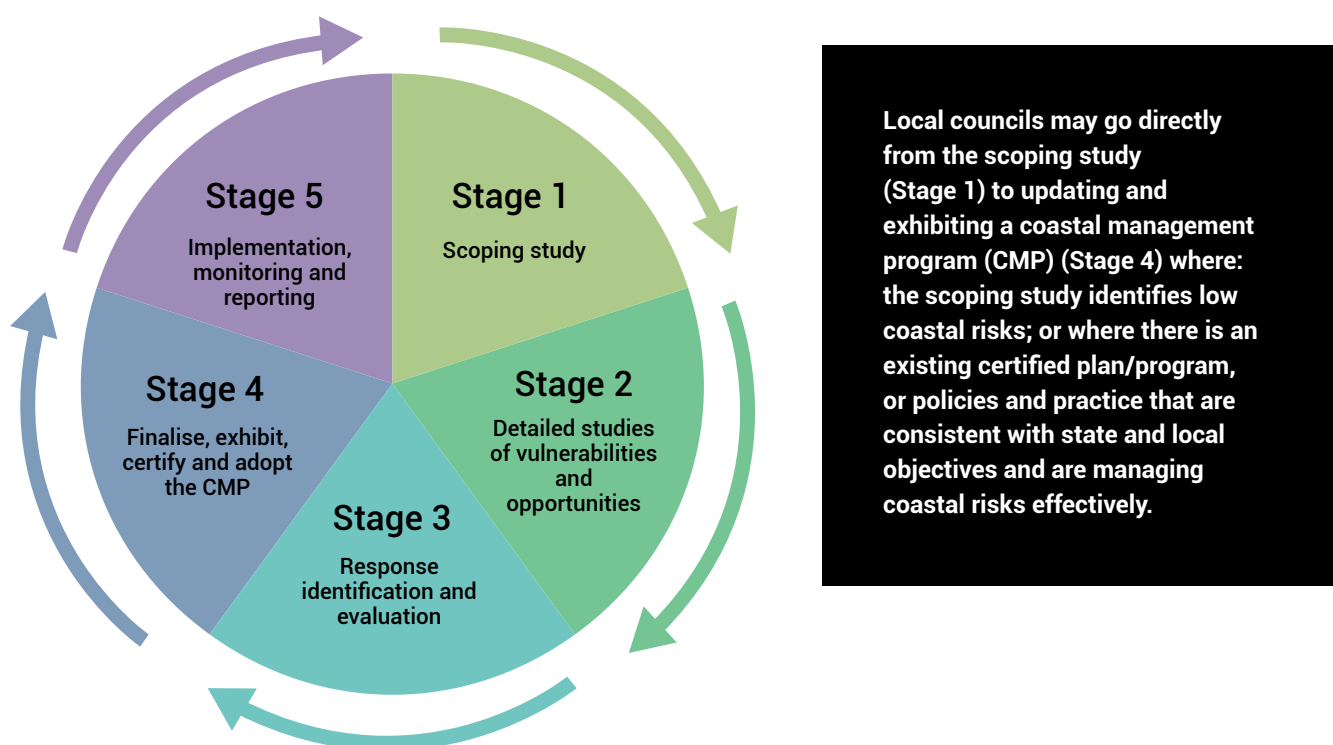 Stage 1
Scoping study
Stage 2
Detailed studies
of vulnerabilities
and
opportunities
Stage 3
Response
identification and
evaluation
Stage 4
Finalise, exhibit,
certify and adopt
the CMP
Stage 5
Implementation,
monitoring and
reporting
Local councils may go directly
from the scoping study
(Stage 1) to updating and
exhibiting a coastal management
program (CMP) (Stage 4) where:
the scoping study identifies low
coastal risks; or where there is an
existing certified plan/program,
or policies and practice that are
consistent with state and local
objectives and are managing
coastal risks effectively.